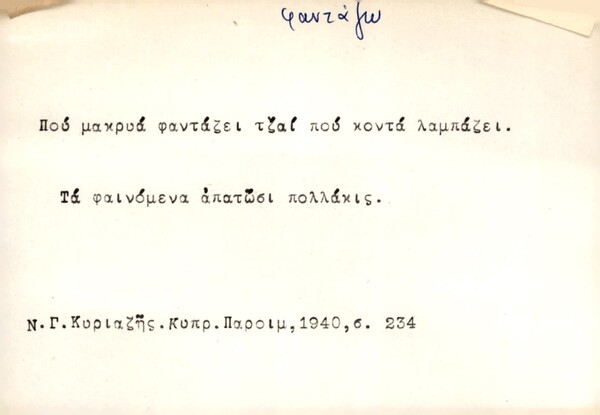 φαντάζω
Πού μακρυά φαντάζει τζαί πού κοντά λαμπάζει.
Τά φαινόμενα ἀπατῶσι πολλάκις.
Ν.Γ.Κυριαζῆς.Κυπρ.Παροιμ,1940,σ. 234